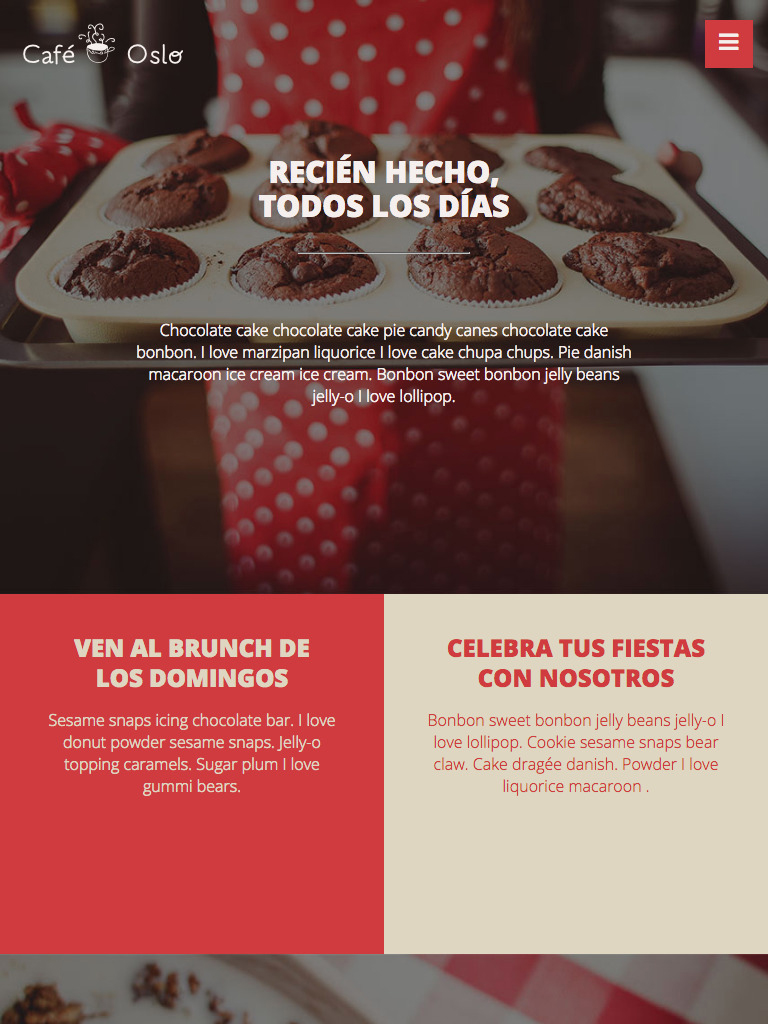 Café Oslo
RECIÉN HECHO,
TODOS LOS DÍAS
Chocolate cake chocolate cake pie candy canes chocolate cake
bonbon. I love marzipan liquorice I love cake chupa chups. Pie danish
macaroon ice cream ice cream. Bonbon sweet bonbon jelly beans
jelly-o I love lollipop.
VEN AL BRUNCH DE
LOS DOMINGOS
Sesame snaps icing chocolate bar. I love
donut powder sesame snaps. Jelly-o
topping caramels. Sugar plum I love
gummi bears.
CELEBRA TUS FIESTAS
CON NOSOTROS
Bonbon sweet bonbon jelly beans jelly-o I
love lollipop. Cookie sesame snaps bear
claw. Cake dragée danish. Powder I love
liquorice macaroon .